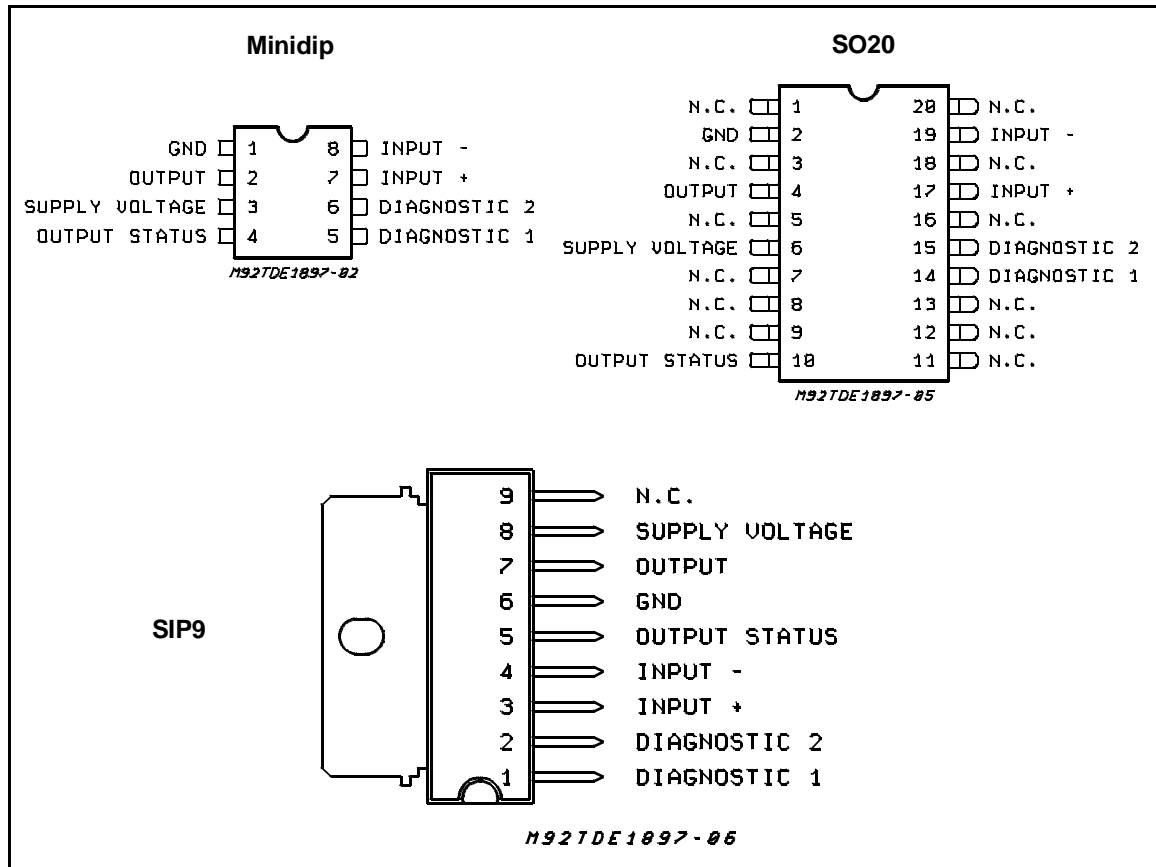 Minidip
GND 1 8 INPUT -
OUTPUT 2 7 INPUT +
SUPPLY VOLTAGE 3 6 DIAGNOSTIC 2
OUTPUT STATUS 4 5 DIAGNOSTIC 1
M92TDE1897-02
SO20
N.C. 1 20 N.C.
GND 2 19 INPUT -
N.C. 3 18 N.C.
OUTPUT 4 17 INPUT +
N.C. 5 16 N.C.
SUPPLY VOLTAGE 6 15 DIAGNOSTIC 2
N.C. 7 14 DIAGNOSTIC 1
N.C. 8 13 N.C.
N.C. 9 12 N.C.
OUTPUT STATUS 10 11 N.C.
M92TDE1897-05
SIP9
9 N.C.
8 SUPPLY VOLTAGE
7 OUTPUT
6 GND
5 OUTPUT STATUS
4 INPUT -
3 INPUT +
2 DIAGNOSTIC 2
1 DIAGNOSTIC 1
M92TDE1897-06